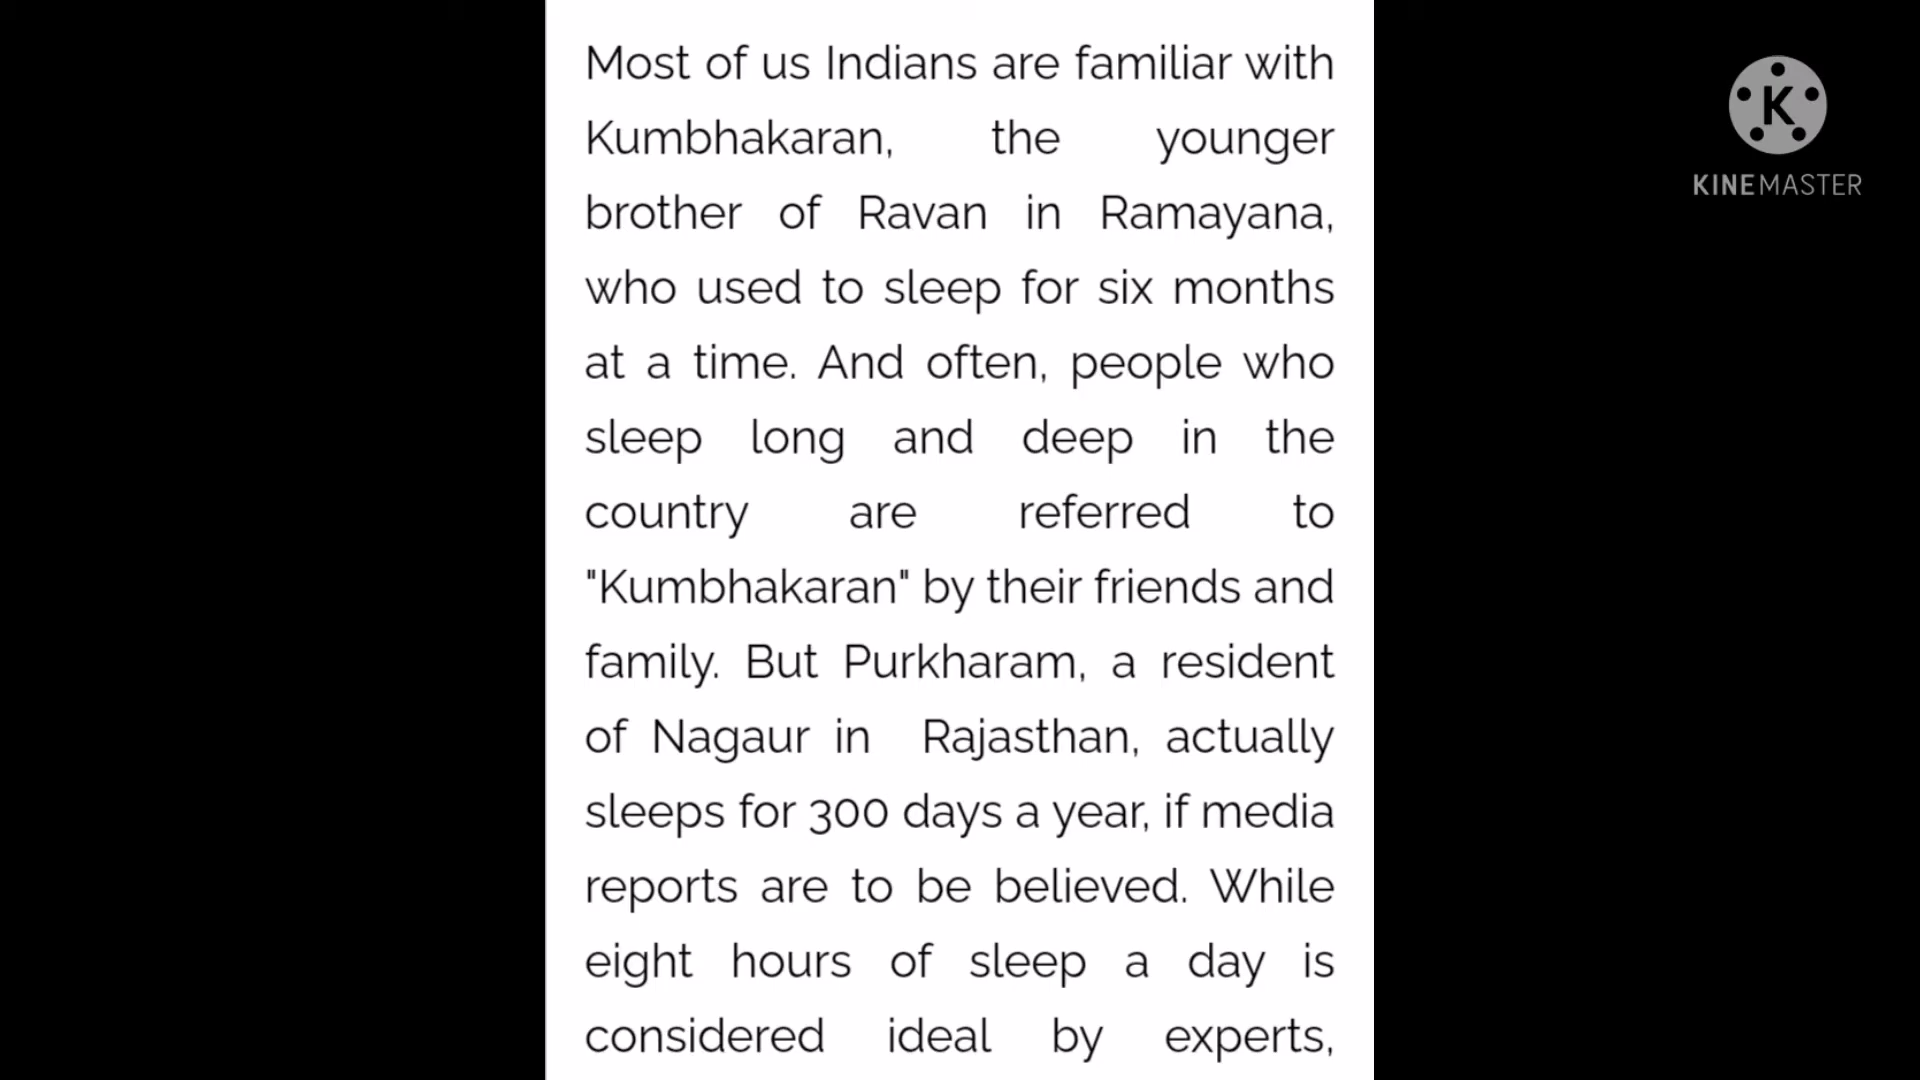 Most of us Indians are familiar with
Kumbhakaran, the younger
brother of Ravan in Ramayana,
who used to sleep for six months
at a time. And often, people who
sleep long and deep in the
country are referred to
"Kumbhakaran" by their friends and
family. But Purkharam, a resident
of Nagaur in Rajasthan, actually
sleeps for 300 days a year, if media
reports are to be believed. While
eight hours of sleep a day is
considered ideal by experts,
K
KINEMASTER